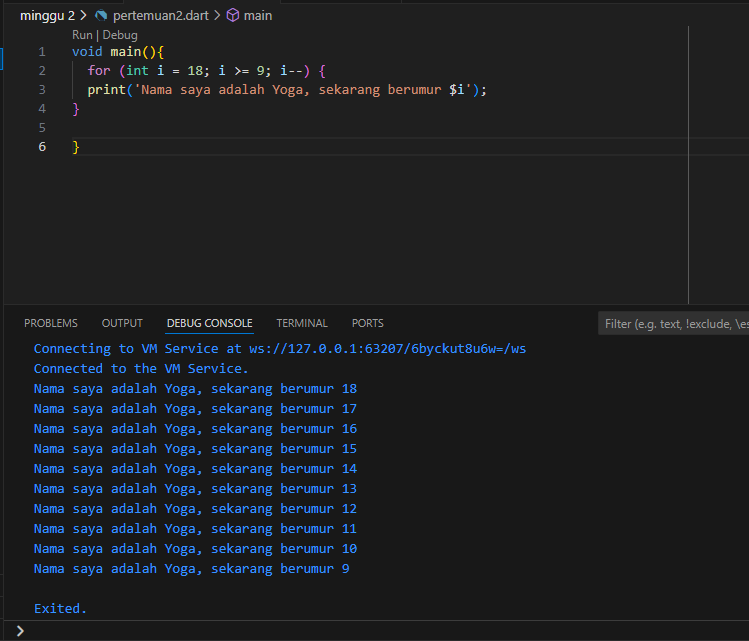 minggu 2 > pertemuan2.dart > main
Run | Debug
1 void main(){
2 for (int i = 18; i >= 9; i--) {
3 print('Nama saya adalah Yoga, sekarang berumur $i');
4 }
5
6 }
PROBLEMS OUTPUT DEBUG CONSOLE TERMINAL PORTS Filter (e.g. text, !exclude, \es
Connecting to VM Service at ws://127.0.0.1:63207/6byckut8u6w=/ws
Connected to the VM Service.
Nama saya adalah Yoga, sekarang berumur 18
Nama saya adalah Yoga, sekarang berumur 17
Nama saya adalah Yoga, sekarang berumur 16
Nama saya adalah Yoga, sekarang berumur 15
Nama saya adalah Yoga, sekarang berumur 14
Nama saya adalah Yoga, sekarang berumur 13
Nama saya adalah Yoga, sekarang berumur 12
Nama saya adalah Yoga, sekarang berumur 11
Nama saya adalah Yoga, sekarang berumur 10
Nama saya adalah Yoga, sekarang berumur 9
Exited.
>